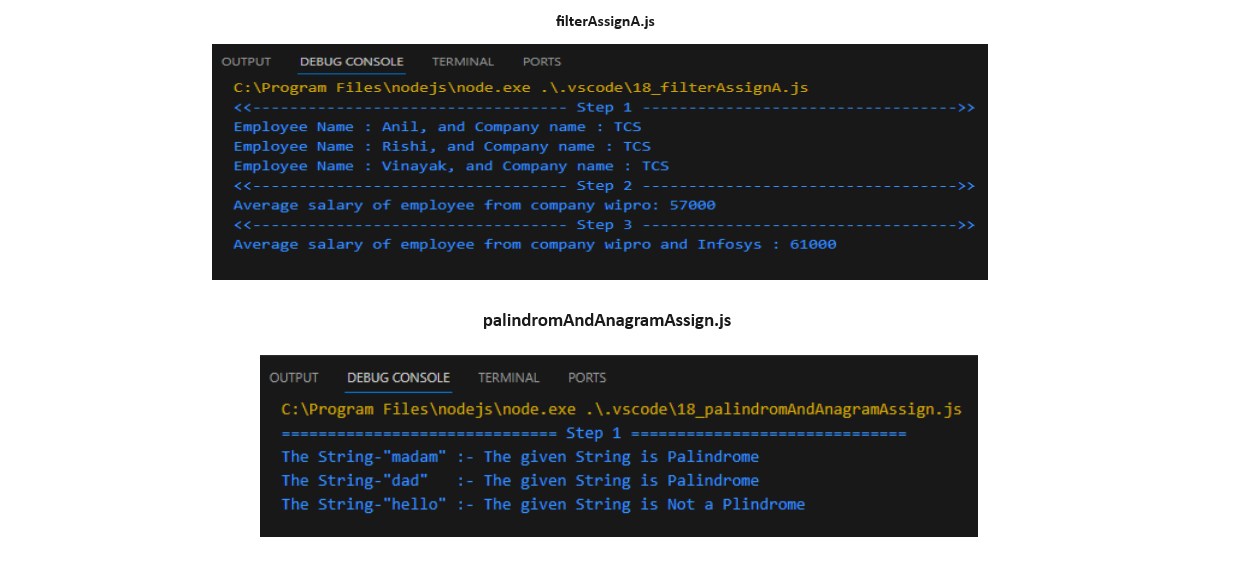 filterAssignA.js
OUTPUT DEBUG CONSOLE TERMINAL PORTS
C:\Program Files\nodejs\node.exe .\.vscode\18_filterAssignA.js
<<---------------------------------- Step 1 ---------------------------------->>
Employee Name : Anil, and Company name : TCS
Employee Name : Rishi, and Company name : TCS
Employee Name : Vinayak, and Company name : TCS
<<---------------------------------- Step 2 ---------------------------------->>
Average salary of employee from company wipro: 57000
<<---------------------------------- Step 3 ---------------------------------->>
Average salary of employee from company wipro and Infosys : 61000
palindromAndAnagramAssign.js
OUTPUT DEBUG CONSOLE TERMINAL PORTS
C:\Program Files\nodejs\node.exe .\.vscode\18_palindromAndAnagramAssign.js
============================== Step 1 ==============================
The String-"madam" :- The given String is Palindrome
The String-"dad"   :- The given String is Palindrome
The String-"hello" :- The given String is Not a Plindrome